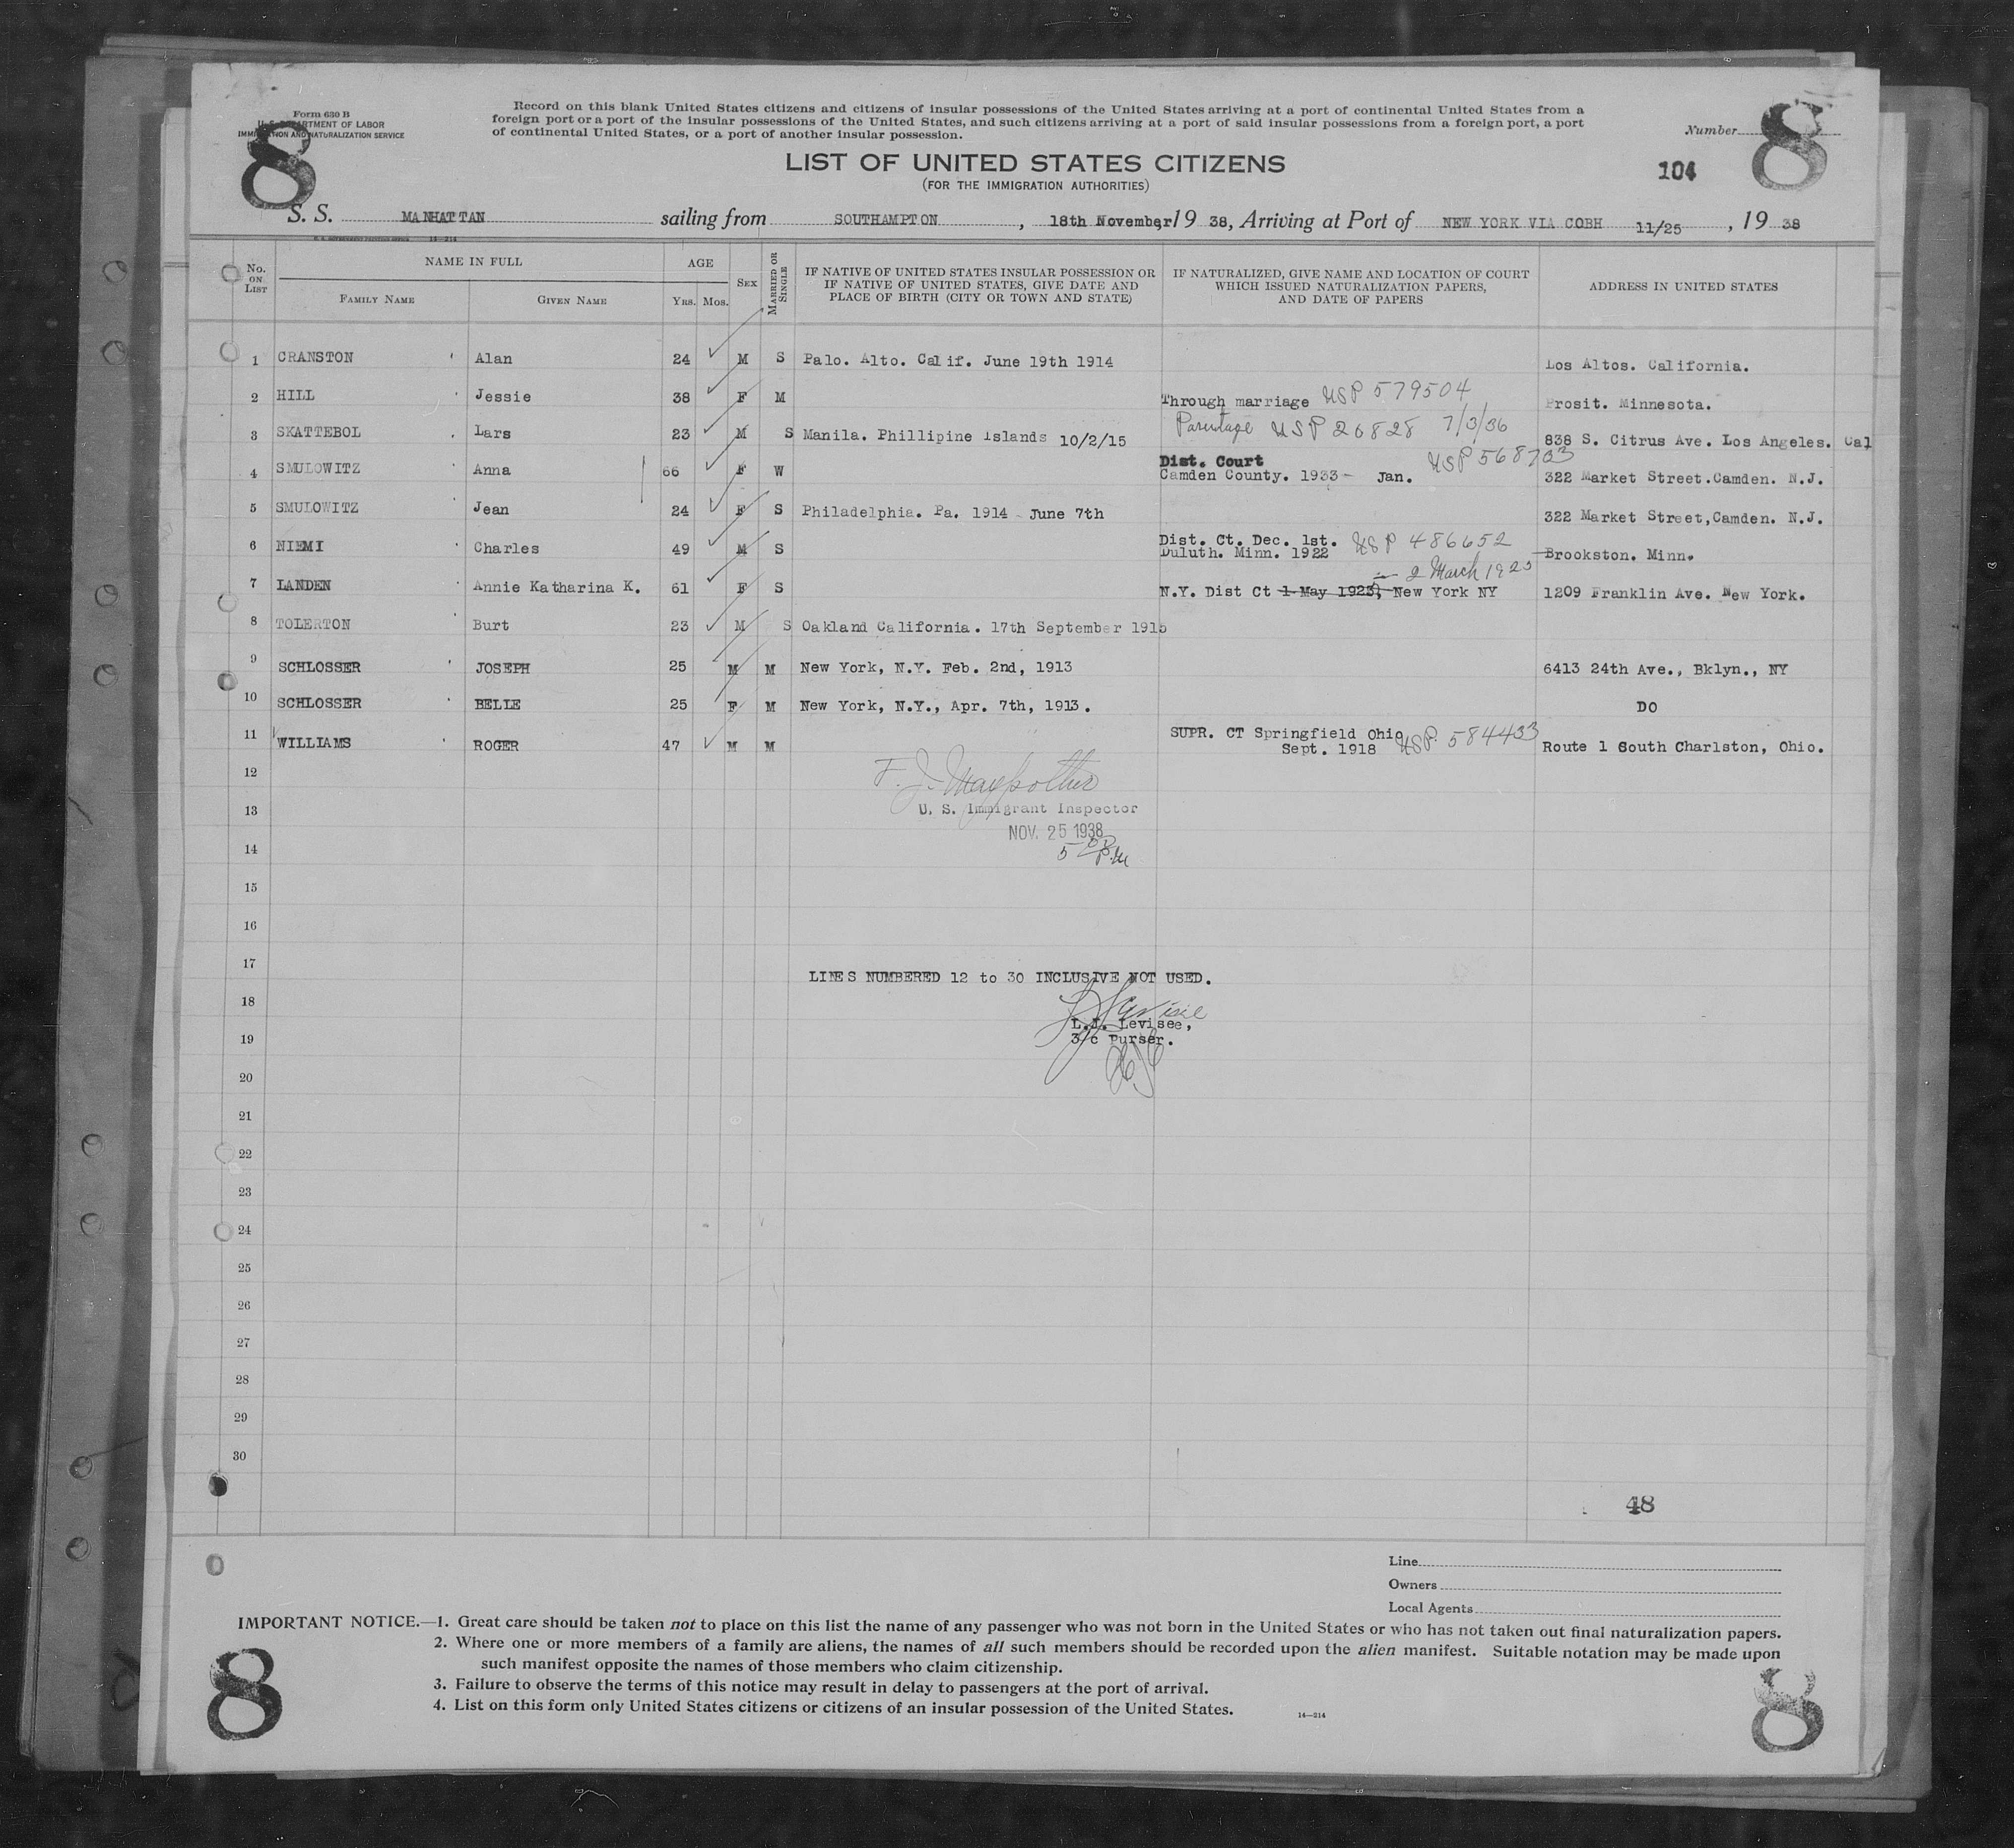 Form 630 B
U. S. DEPARTMENT OF LABOR
IMMIGRATION AND NATURALIZATION SERVICE
8
Record on this blank United States citizens and citizens of insular possessions of the United States arriving at a port of continental United States from a
foreign port or a port of the insular possessions of the United States, and such citizens arriving at a port of said insular possessions from a foreign port, a port
of continental United States, or a port of another insular possession.
Number
8
LIST OF UNITED STATES CITIZENS
(FOR THE IMMIGRATION AUTHORITIES)
104
S. S. MANHATTAN sailing from SOUTHAMPTON, 18th November, 19 38, Arriving at Port of NEW YORK VIA COBH 11/25, 19 38
No. ON LIST
NAME IN FULL
FAMILY NAME
GIVEN NAME
AGE
YRS. MOS.
SEX
MARRIED OR SINGLE
IF NATIVE OF UNITED STATES INSULAR POSSESSION OR
IF NATIVE OF UNITED STATES, GIVE DATE AND
PLACE OF BIRTH (CITY OR TOWN AND STATE)
IF NATURALIZED, GIVE NAME AND LOCATION OF COURT
WHICH ISSUED NATURALIZATION PAPERS,
AND DATE OF PAPERS
ADDRESS IN UNITED STATES
1 CRANSTON Alan 24 M S Palo. Alto. Calif. June 19th 1914 Los Altos. California.
2 HILL Jessie 38 F M Through marriage USP 579504 Prosit. Minnesota.
3 SKATTEBOL Lars 23 M S Manila. Phillipine Islands 10/2/15 Parentage USP 26828 7/3/36 838 S. Citrus Ave. Los Angeles. Cal
4 SMULOWITZ Anna 66 F W Dist. Court Camden County. 1933 - Jan. USP 568703 322 Market Street.Camden. N.J.
5 SMULOWITZ Jean 24 F S Philadelphia. Pa. 1914 June 7th 322 Market Street,Camden. N.J.
6 NIEMI Charles 49 M S Dist. Ct. Dec. 1st. Duluth. Minn. 1922 USP 486652 Brookston. Minn.
7 LANDEN Annie Katharina K. 61 F S N.Y. Dist Ct 1 May 1923, New York NY 2 March 1925 1209 Franklin Ave. New York.
8 TOLERTON Burt 23 M S Oakland California. 17th September 1915
9 SCHLOSSER JOSEPH 25 M M New York, N.Y. Feb. 2nd, 1913 6413 24th Ave., Bklyn., NY
10 SCHLOSSER BELLE 25 F M New York, N.Y., Apr. 7th, 1913. DO
11 WILLIAMS ROGER 47 M M SUPR. CT Springfield Ohio Sept. 1918 USP. 584433 Route 1 South Charlston, Ohio.
12
U. S. Immigrant Inspector
13
NOV. 25 1938
14
5 P.M
15
16
17
LINES NUMBERED 12 to 30 INCLUSIVE NOT USED.
18
L.J. Levisee,
19
3/c Purser.
20
21
22
23
24
25
26
27
28
29
30
48
Line
Owners
Local Agents
IMPORTANT NOTICE.—1. Great care should be taken not to place on this list the name of any passenger who was not born in the United States or who has not taken out final naturalization papers.
2. Where one or more members of a family are aliens, the names of all such members should be recorded upon the alien manifest. Suitable notation may be made upon
such manifest opposite the names of those members who claim citizenship.
3. Failure to observe the terms of this notice may result in delay to passengers at the port of arrival.
4. List on this form only United States citizens or citizens of an insular possession of the United States.
14—214
8
8